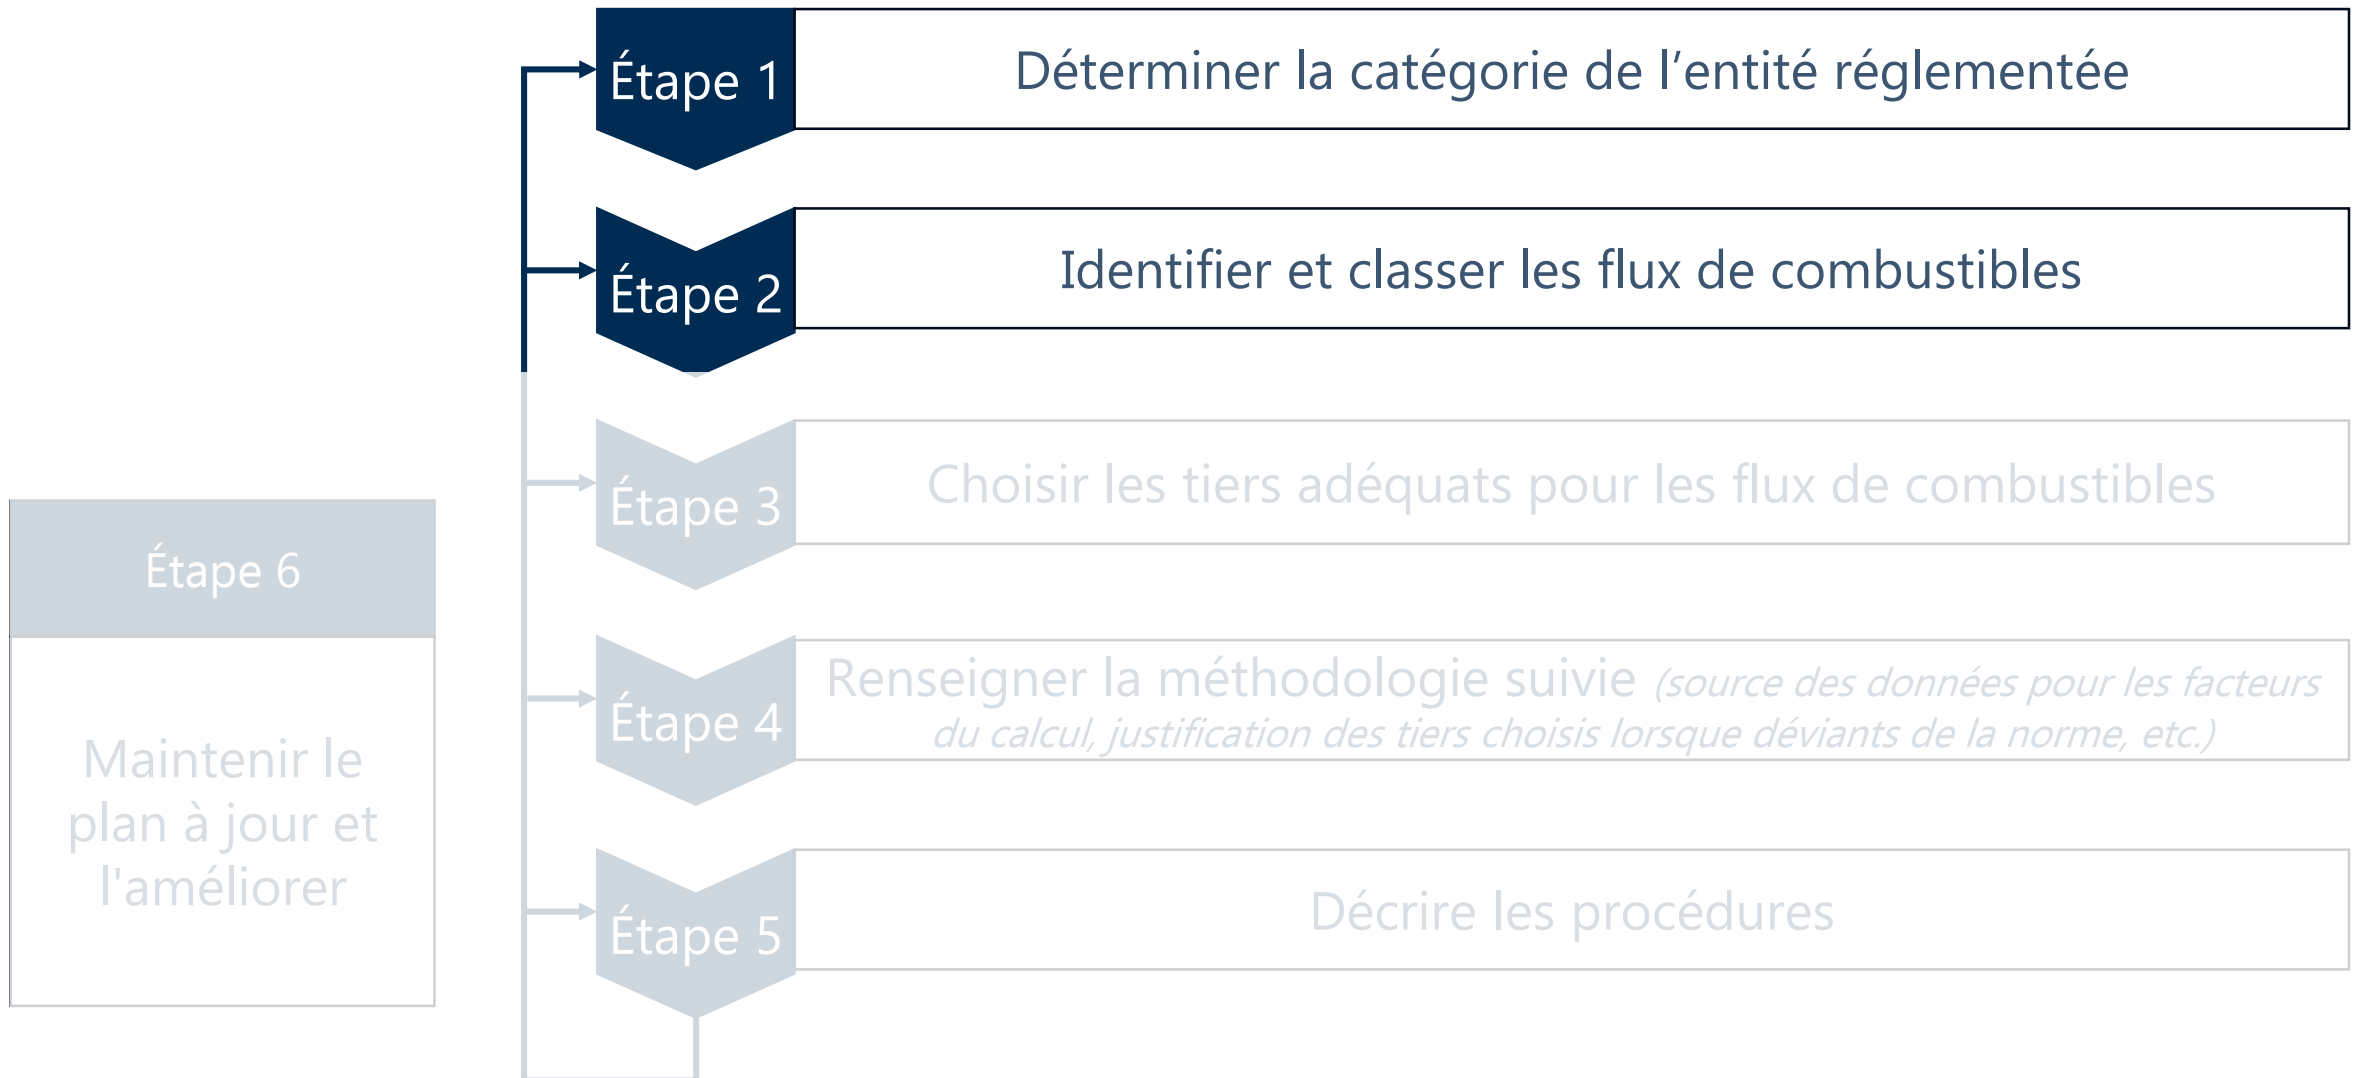 Étape 1
Déterminer la catégorie de l’entité réglementée
Étape 2
Identifier et classer les flux de combustibles
Étape 3
Choisir les tiers adéquats pour les flux de combustibles
Étape 4
Renseigner la méthodologie suivie (source des données pour les facteurs
du calcul, justification des tiers choisis lorsque déviants de la norme, etc.)
Étape 5
Décrire les procédures
Étape 6
Maintenir le
plan à jour et
l'améliorer